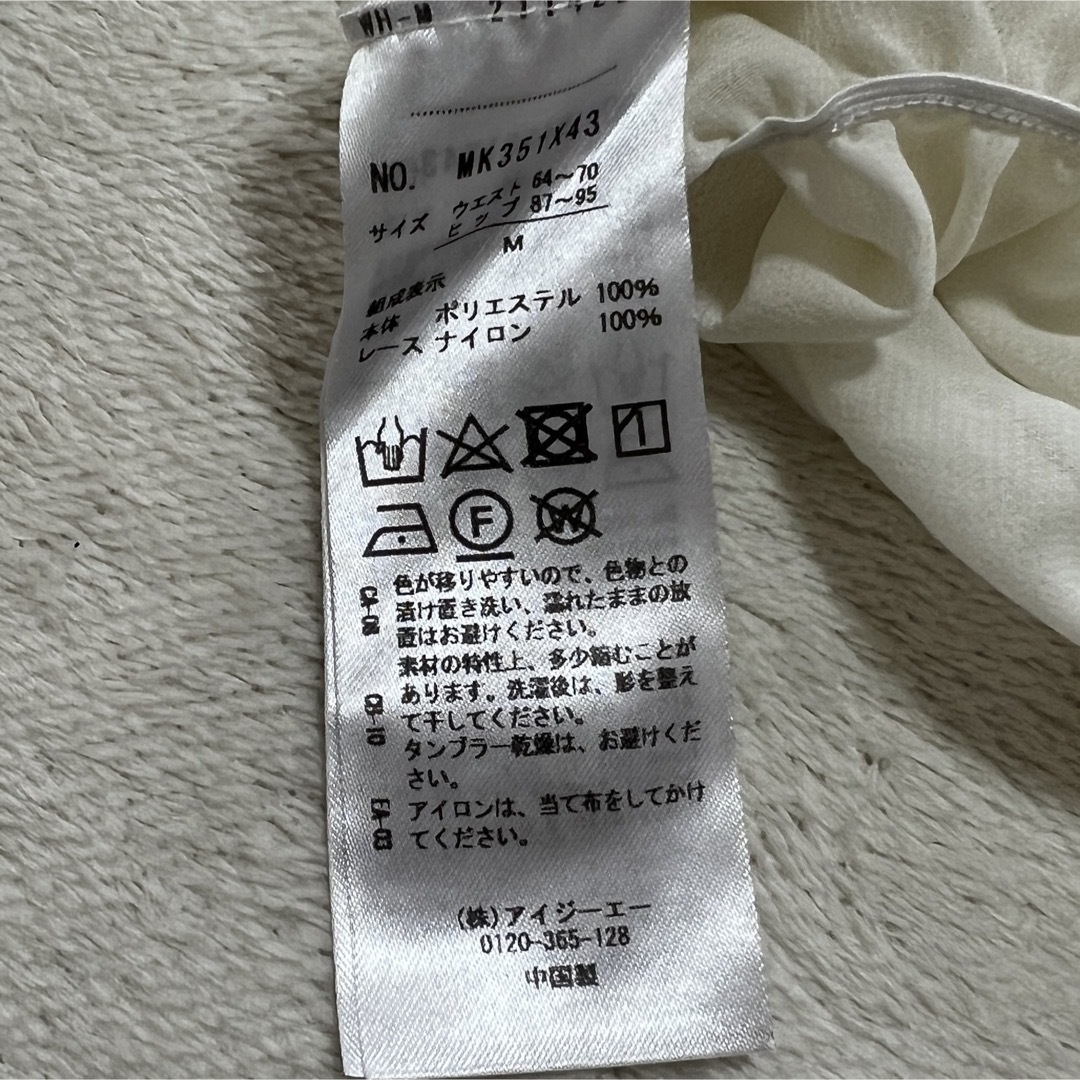 WH-M
NO. MK351X43
サイズ ウエスト 64～70
ヒップ 87～95
M
組成表示
本体 ポリエステル 100%
レース ナイロン 100%
F W
色が移りやすいので、色物との
漬け置き洗い、濡れたままの放
置はお避けください。
素材の特性上、多少縮むことが
あります。洗濯後は、形を整え
て干してください。
タンブラー乾燥は、お避けくだ
さい。
アイロンは、当て布をしてかけ
てください。
CA-10
EA-03
(株)アイジーエー
0120-365-128
中国製